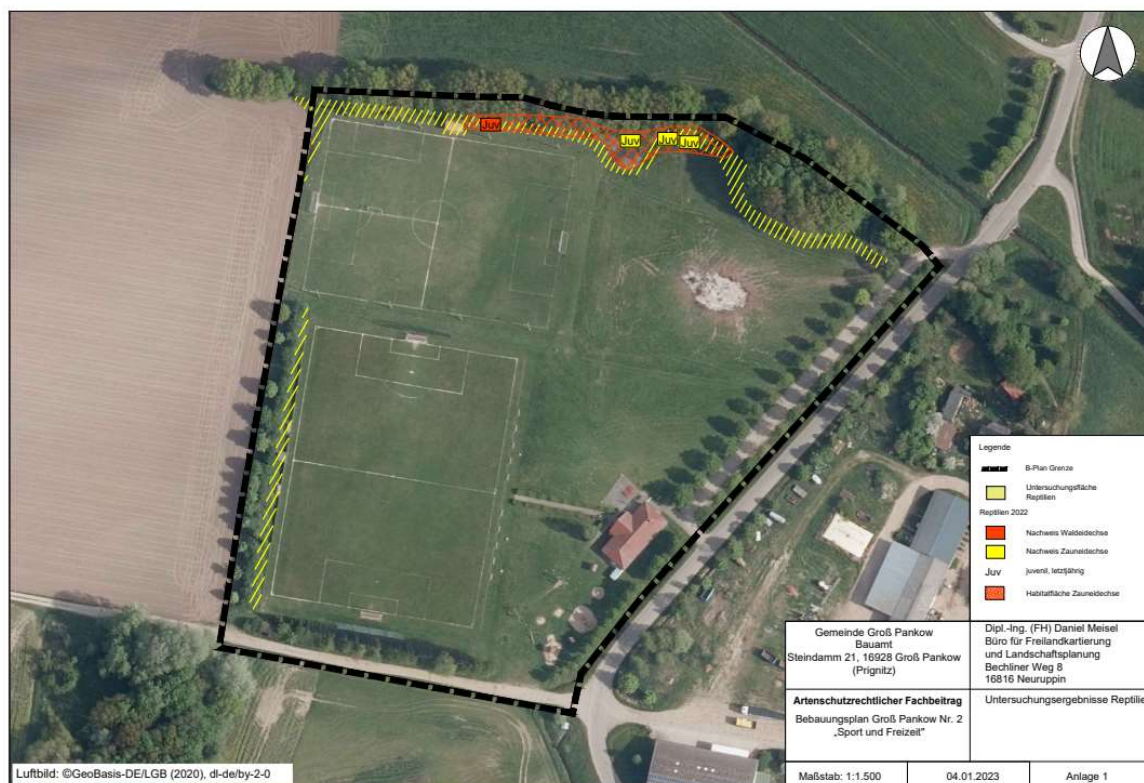 Juv
Juv
Juv
Juv
Legende
B-Plan Grenze
Untersuchungsfläche
Reptilien
Reptilien 2022
Nachweis Waldeidechse
Nachweis Zauneidechse
Juv
juvenil, letztjährig
Habitatfläche Zauneidechse
Gemeinde Groß Pankow
Bauamt
Steindamm 21, 16928 Groß Pankow
(Prignitz)
Dipl.-Ing. (FH) Daniel Meisel
Büro für Freilandkartierung
und Landschaftsplanung
Bechliner Weg 8
16816 Neuruppin
Artenschutzrechtlicher Fachbeitrag
Bebauungsplan Groß Pankow Nr. 2
„Sport und Freizeit"
Untersuchungsergebnisse Reptilie
Maßstab: 1:1.500
04.01.2023
Anlage 1
Luftbild: ©GeoBasis-DE/LGB (2020), dl-de/by-2-0